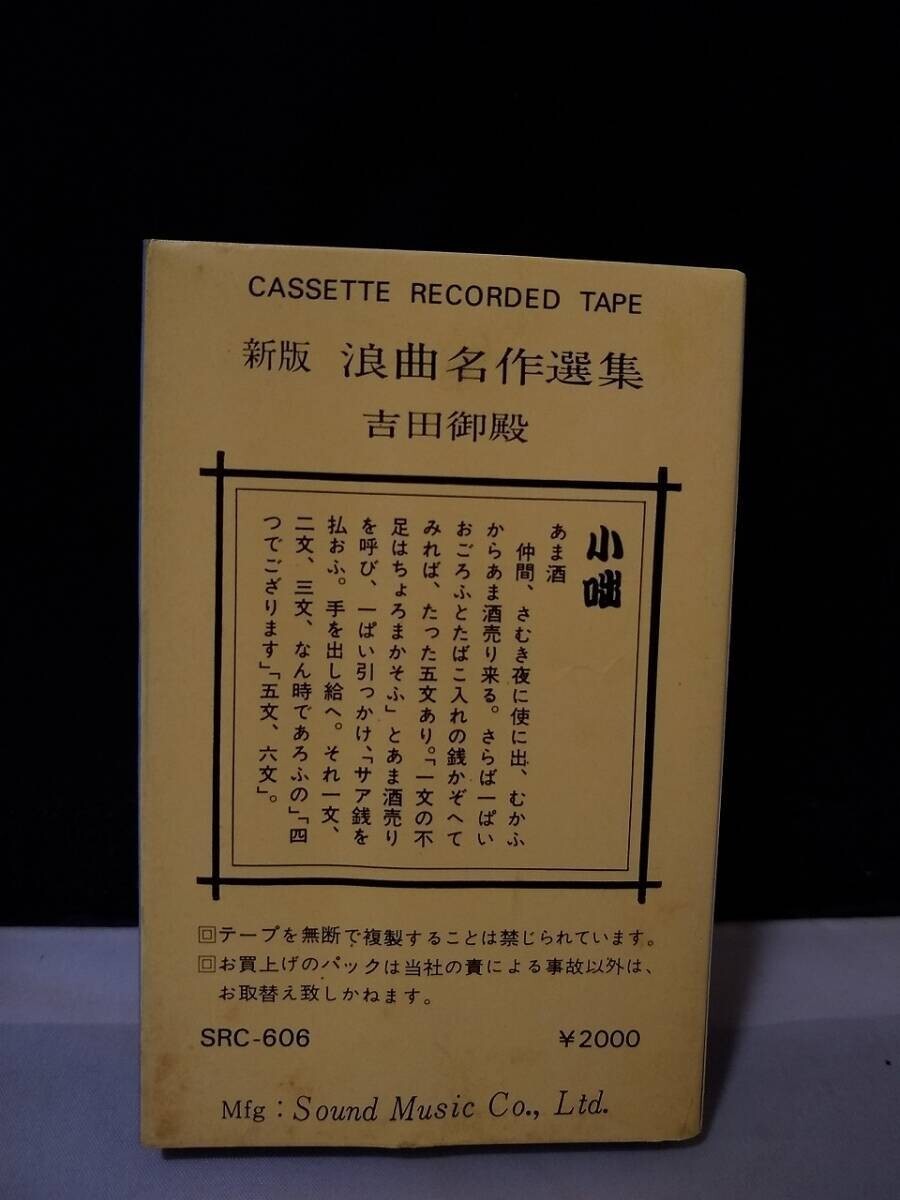 CASSETTE RECORDED TAPE
新版 浪曲名作選集
吉田御殿
小咄
あま酒
仲間、さむき夜に使に出、むかふ
からあま酒売り来る。さらば一ぱい
おごろふとたばこ入れの銭かぞへて
みれば、たった五文あり。「一文の不
足はちょろまかそふ」とあま酒売り
を呼び、一ぱい引っかけ、「サア銭を
払おふ。手を出し給へ。それ一文、
二文、三文、なん時であろふの」「四
つでござります」「五文、六文」。
回テープを無断で複製することは禁じられています。
回お買上げのパックは当社の責による事故以外は、
お取替え致しかねます。
SRC-606 ¥2000
Mfg : Sound Music Co., Ltd.